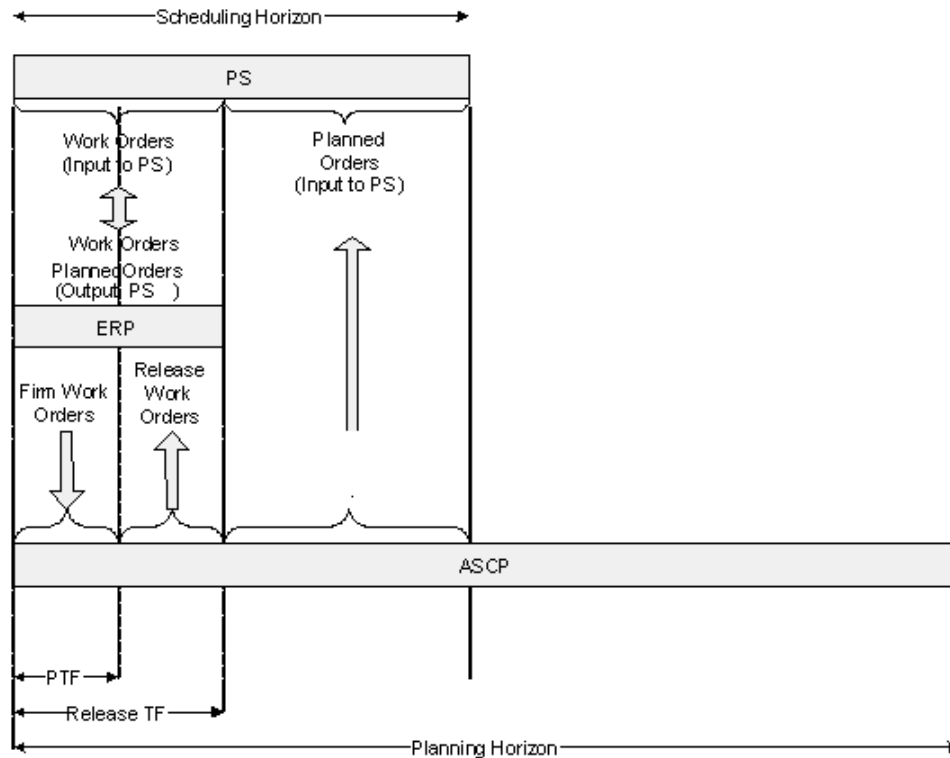 Scheduling Horizon
PS
Work Orders
(Input to PS)
Planned
Orders
(Input to PS)
Work Orders
Planned Orders
(Output PS )
ERP
Firm Work
Orders
Release
Work
Orders
ASCP
PTF
Release TF
Planning Horizon